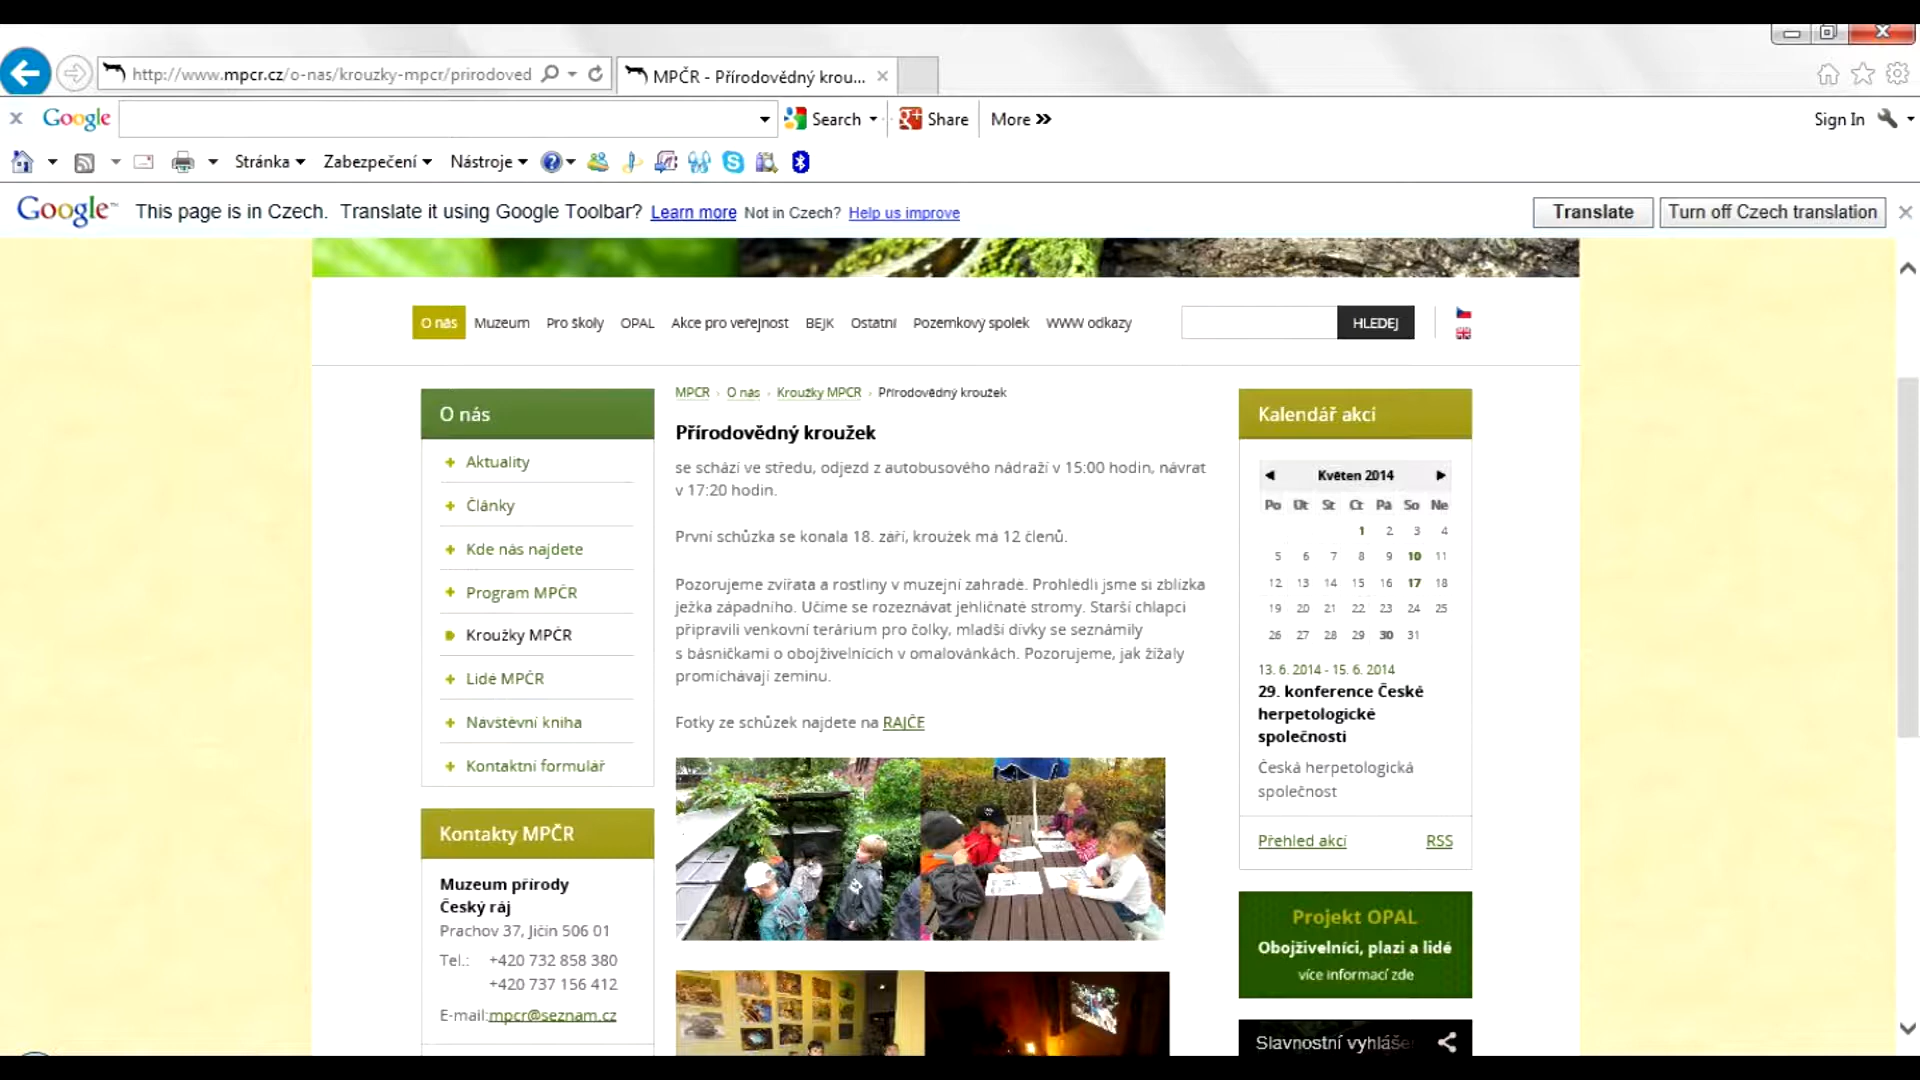 http://www.mpcr.cz/o-nas/krouzky-mpcr/prirodoved
MPČR - Přírodovědný krou...
Google
Search
Share
More
Sign In
Stránka
Zabezpečení
Nástroje
Google This page is in Czech. Translate it using Google Toolbar? Learn more Not in Czech? Help us improve
Translate
Turn off Czech translation
O nás Muzeum Pro školy OPAL Akce pro veřejnost BEJK Ostatní Pozemkový spolek WWW odkazy
HLEDEJ
O nás
Aktuality
Články
Kde nás najdete
Program MPČR
Kroužky MPČR
Lidé MPČR
Návštěvní kniha
Kontaktní formulář
Kontakty MPČR
Muzeum přírody
Český ráj
Prachov 37, Jičín 506 01
Tel.: +420 732 858 380
+420 737 156 412
E-mail:mpcr@seznam.cz
MPCR › O nás › Kroužky MPCR › Přírodovědný kroužek
Přírodovědný kroužek
se schází ve středu, odjezd z autobusového nádraží v 15:00 hodin, návrat
v 17:20 hodin.
První schůzka se konala 18. září, kroužek má 12 členů.
Pozorujeme zvířata a rostliny v muzejní zahradě. Prohlédli jsme si zblízka
ježka západního. Učíme se rozeznávat jehličnaté stromy. Starší chlapci
připravili venkovní terárium pro čolky, mladší dívky se seznámily
s básničkami o obojživelnících v omalovánkách. Pozorujeme, jak žížaly
promíchávají zeminu.
Fotky ze schůzek najdete na RAJČE
Kalendář akcí
Květen 2014
Po Út St Čt Pá So Ne
1 2 3 4
5 6 7 8 9 10 11
12 13 14 15 16 17 18
19 20 21 22 23 24 25
26 27 28 29 30 31
13. 6. 2014 - 15. 6. 2014
29. konference České
herpetologické
společnosti
Česká herpetologická
společnost
Přehled akcí RSS
Projekt OPAL
Obojživelníci, plazi a lidé
více informací zde
Slavnostní vyhláše